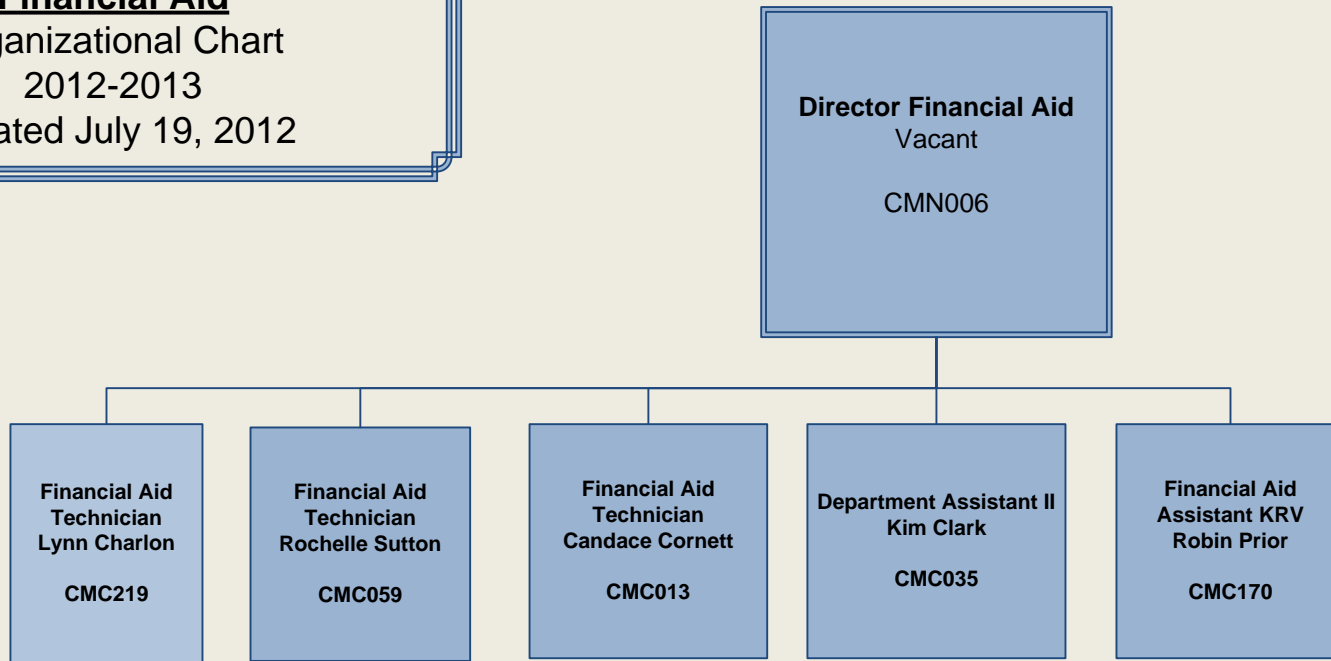 Financial Aid
ganizational Chart
2012-2013
ated July 19, 2012
Director Financial Aid
Vacant
CMN006
Financial Aid
Technician
Lynn Charlon
CMC219
Financial Aid
Technician
Rochelle Sutton
CMC059
Financial Aid
Technician
Candace Cornett
CMC013
Department Assistant II
Kim Clark
CMC035
Financial Aid
Assistant KRV
Robin Prior
CMC170